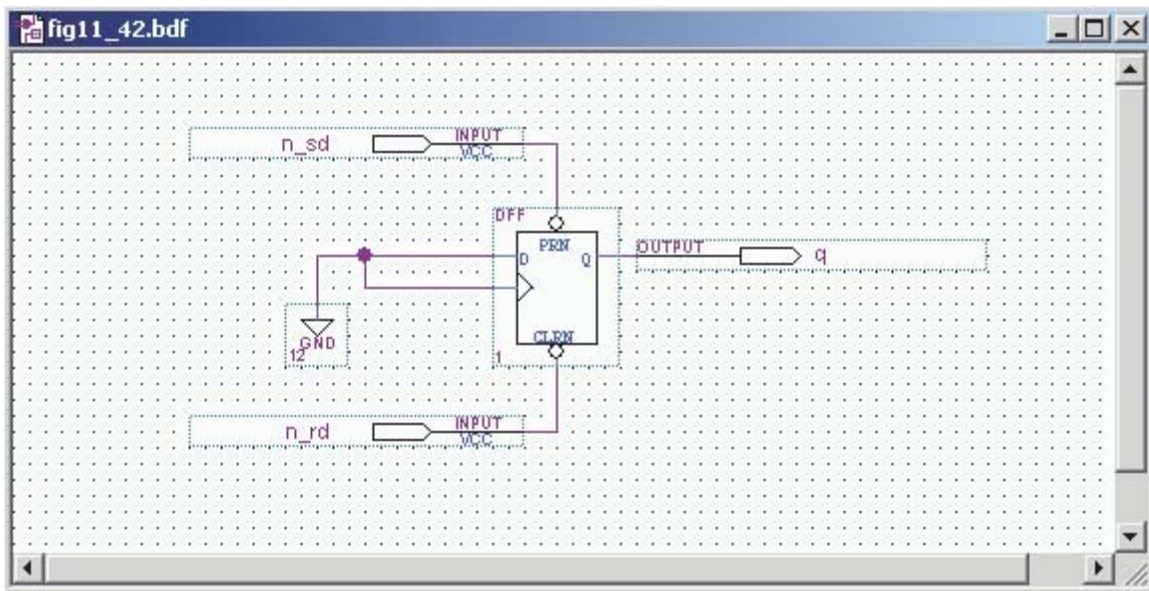 fig11_42.bdf
n_sd
INPUT
VCC
DFF
PRN
D
Q
OUTPUT
q
GND
12
CLRN
1
n_rd
INPUT
VCC